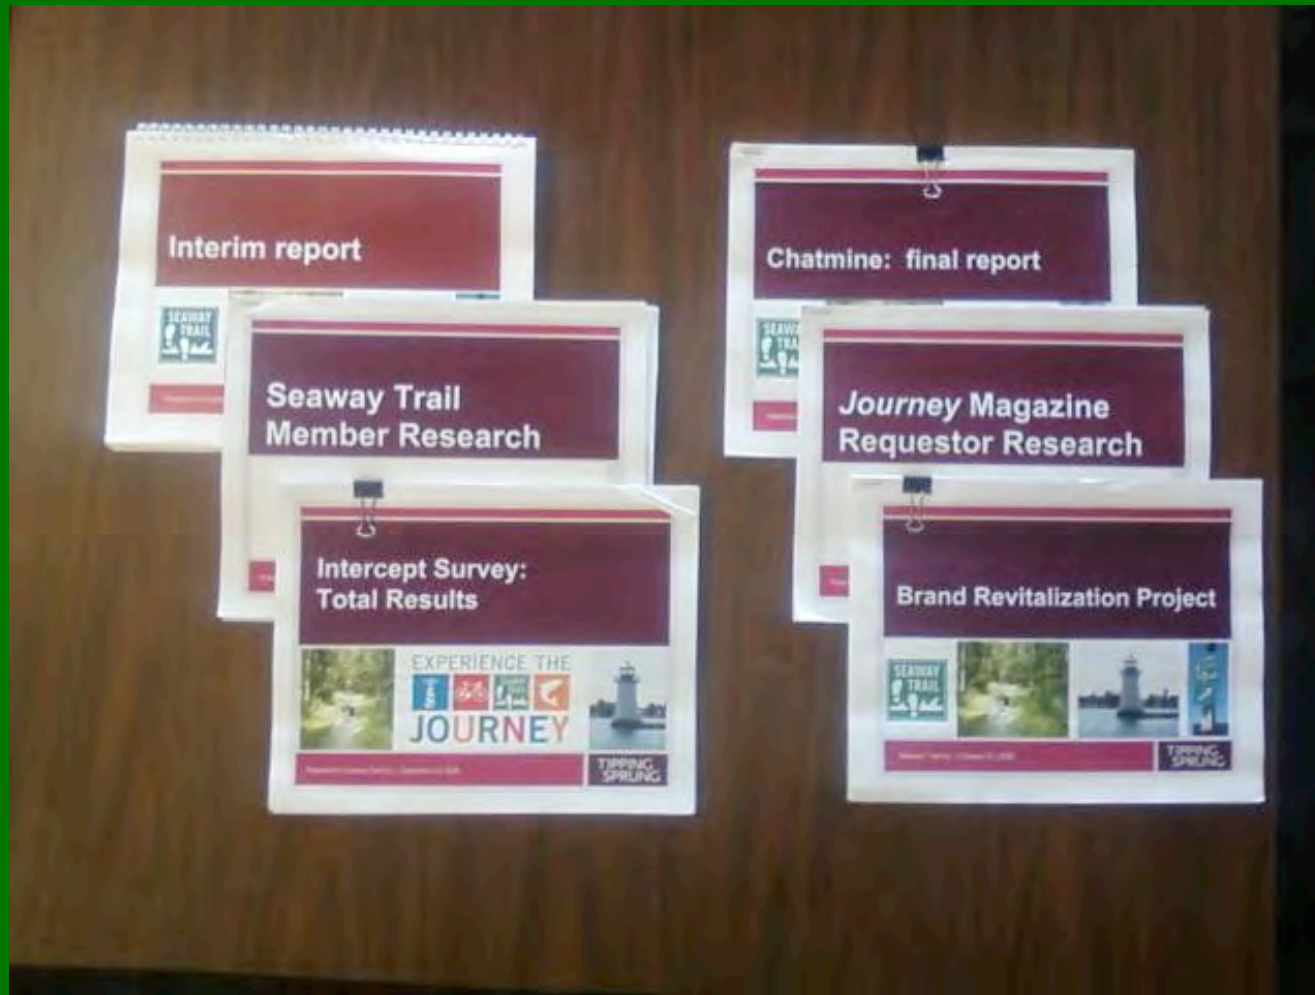 Interim report
SEAWAY
TRAIL
Seaway Trail
Member Research
Intercept Survey:
Total Results
EXPERIENCE THE
JOURNEY
TIPPING
SPRUNG
Chatmine: final report
Journey Magazine
Requestor Research
Brand Revitalization Project
SEAWAY
TRAIL
TIPPING
SPRUNG